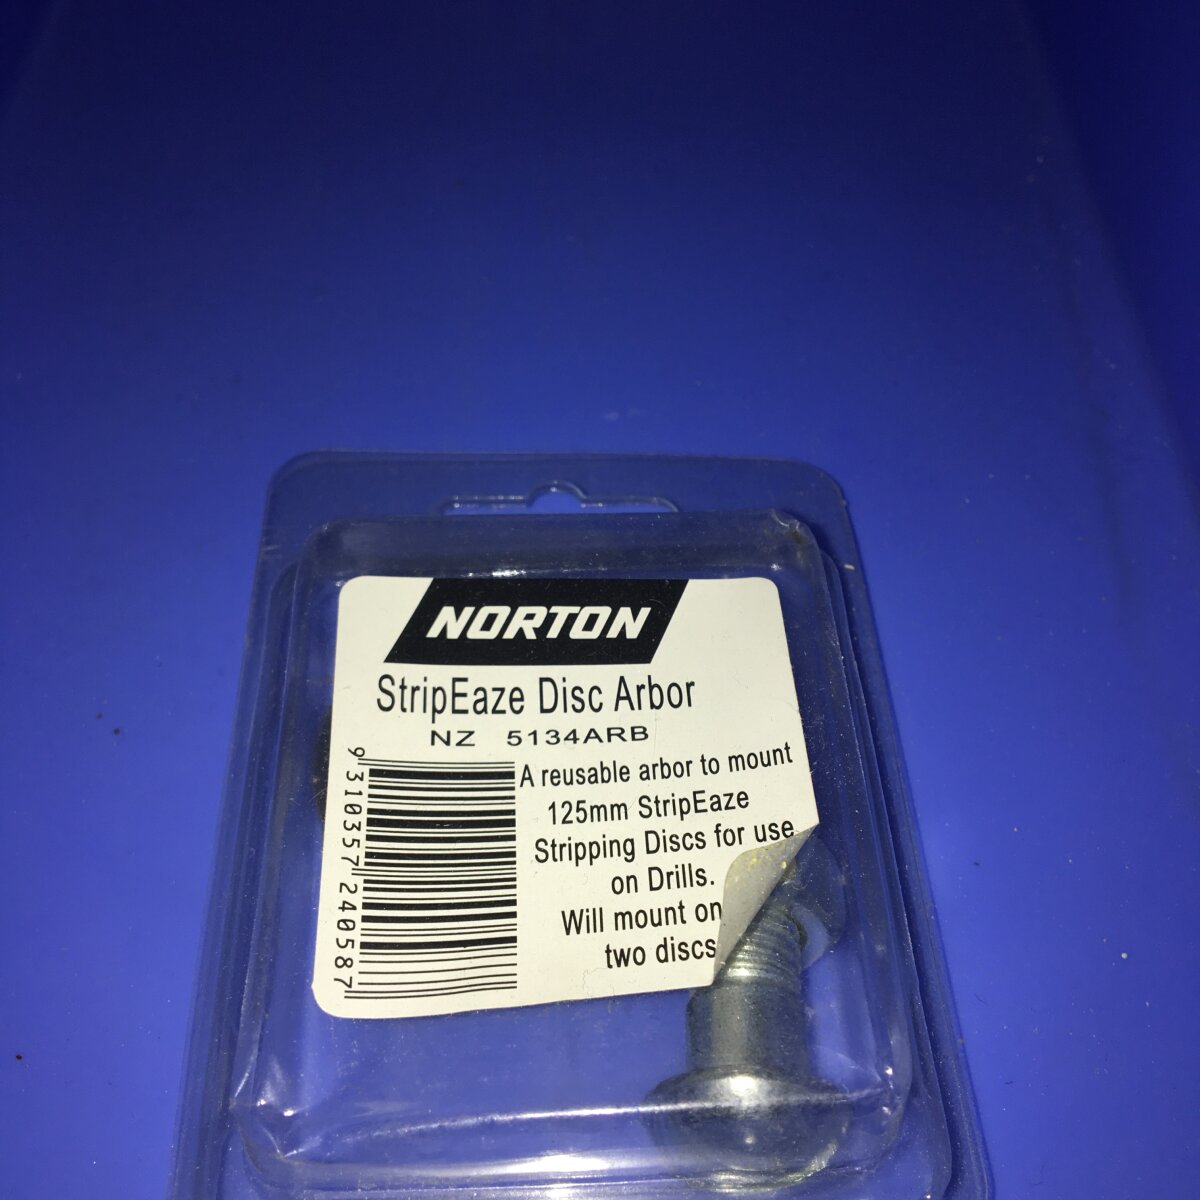 NORTON
StripEaze Disc Arbor
NZ 5134ARB
A reusable arbor to mount
125mm StripEaze
Stripping Discs for use
on Drills.
Will mount on
two discs
9 310357 240587